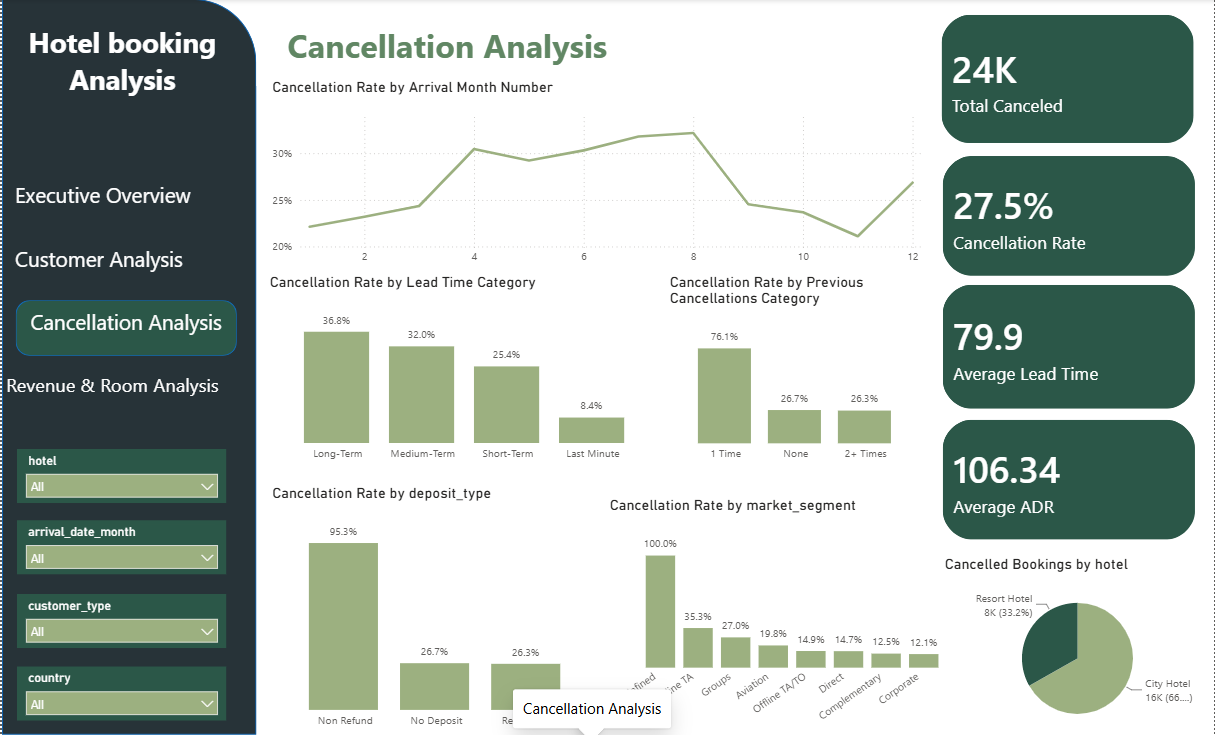 Hotel booking
Analysis
Executive Overview
Customer Analysis
Cancellation Analysis
Revenue & Room Analysis
hotel
All
arrival_date_month
All
customer_type
All
country
All
Cancellation Analysis
Cancellation Rate by Arrival Month Number
30%
25%
20%
2
4
6
8
10
12
Cancellation Rate by Lead Time Category
36.8%
32.0%
25.4%
8.4%
Long-Term
Medium-Term
Short-Term
Last Minute
Cancellation Rate by Previous
Cancellations Category
76.1%
26.7%
26.3%
1 Time
None
2+ Times
Cancellation Rate by deposit_type
95.3%
26.7%
26.3%
Non Refund
No Deposit
Re
Cancellation Analysis
Cancellation Rate by market_segment
100.0%
35.3%
27.0%
19.8%
14.9%
14.7%
12.5%
12.1%
fined
ne TA
Groups
Aviation
Offline TA/TO
Direct
Complementary
Corporate
24K
Total Canceled
27.5%
Cancellation Rate
79.9
Average Lead Time
106.34
Average ADR
Cancelled Bookings by hotel
Resort Hotel
8K (33.2%)
City Hotel
16K (66....)